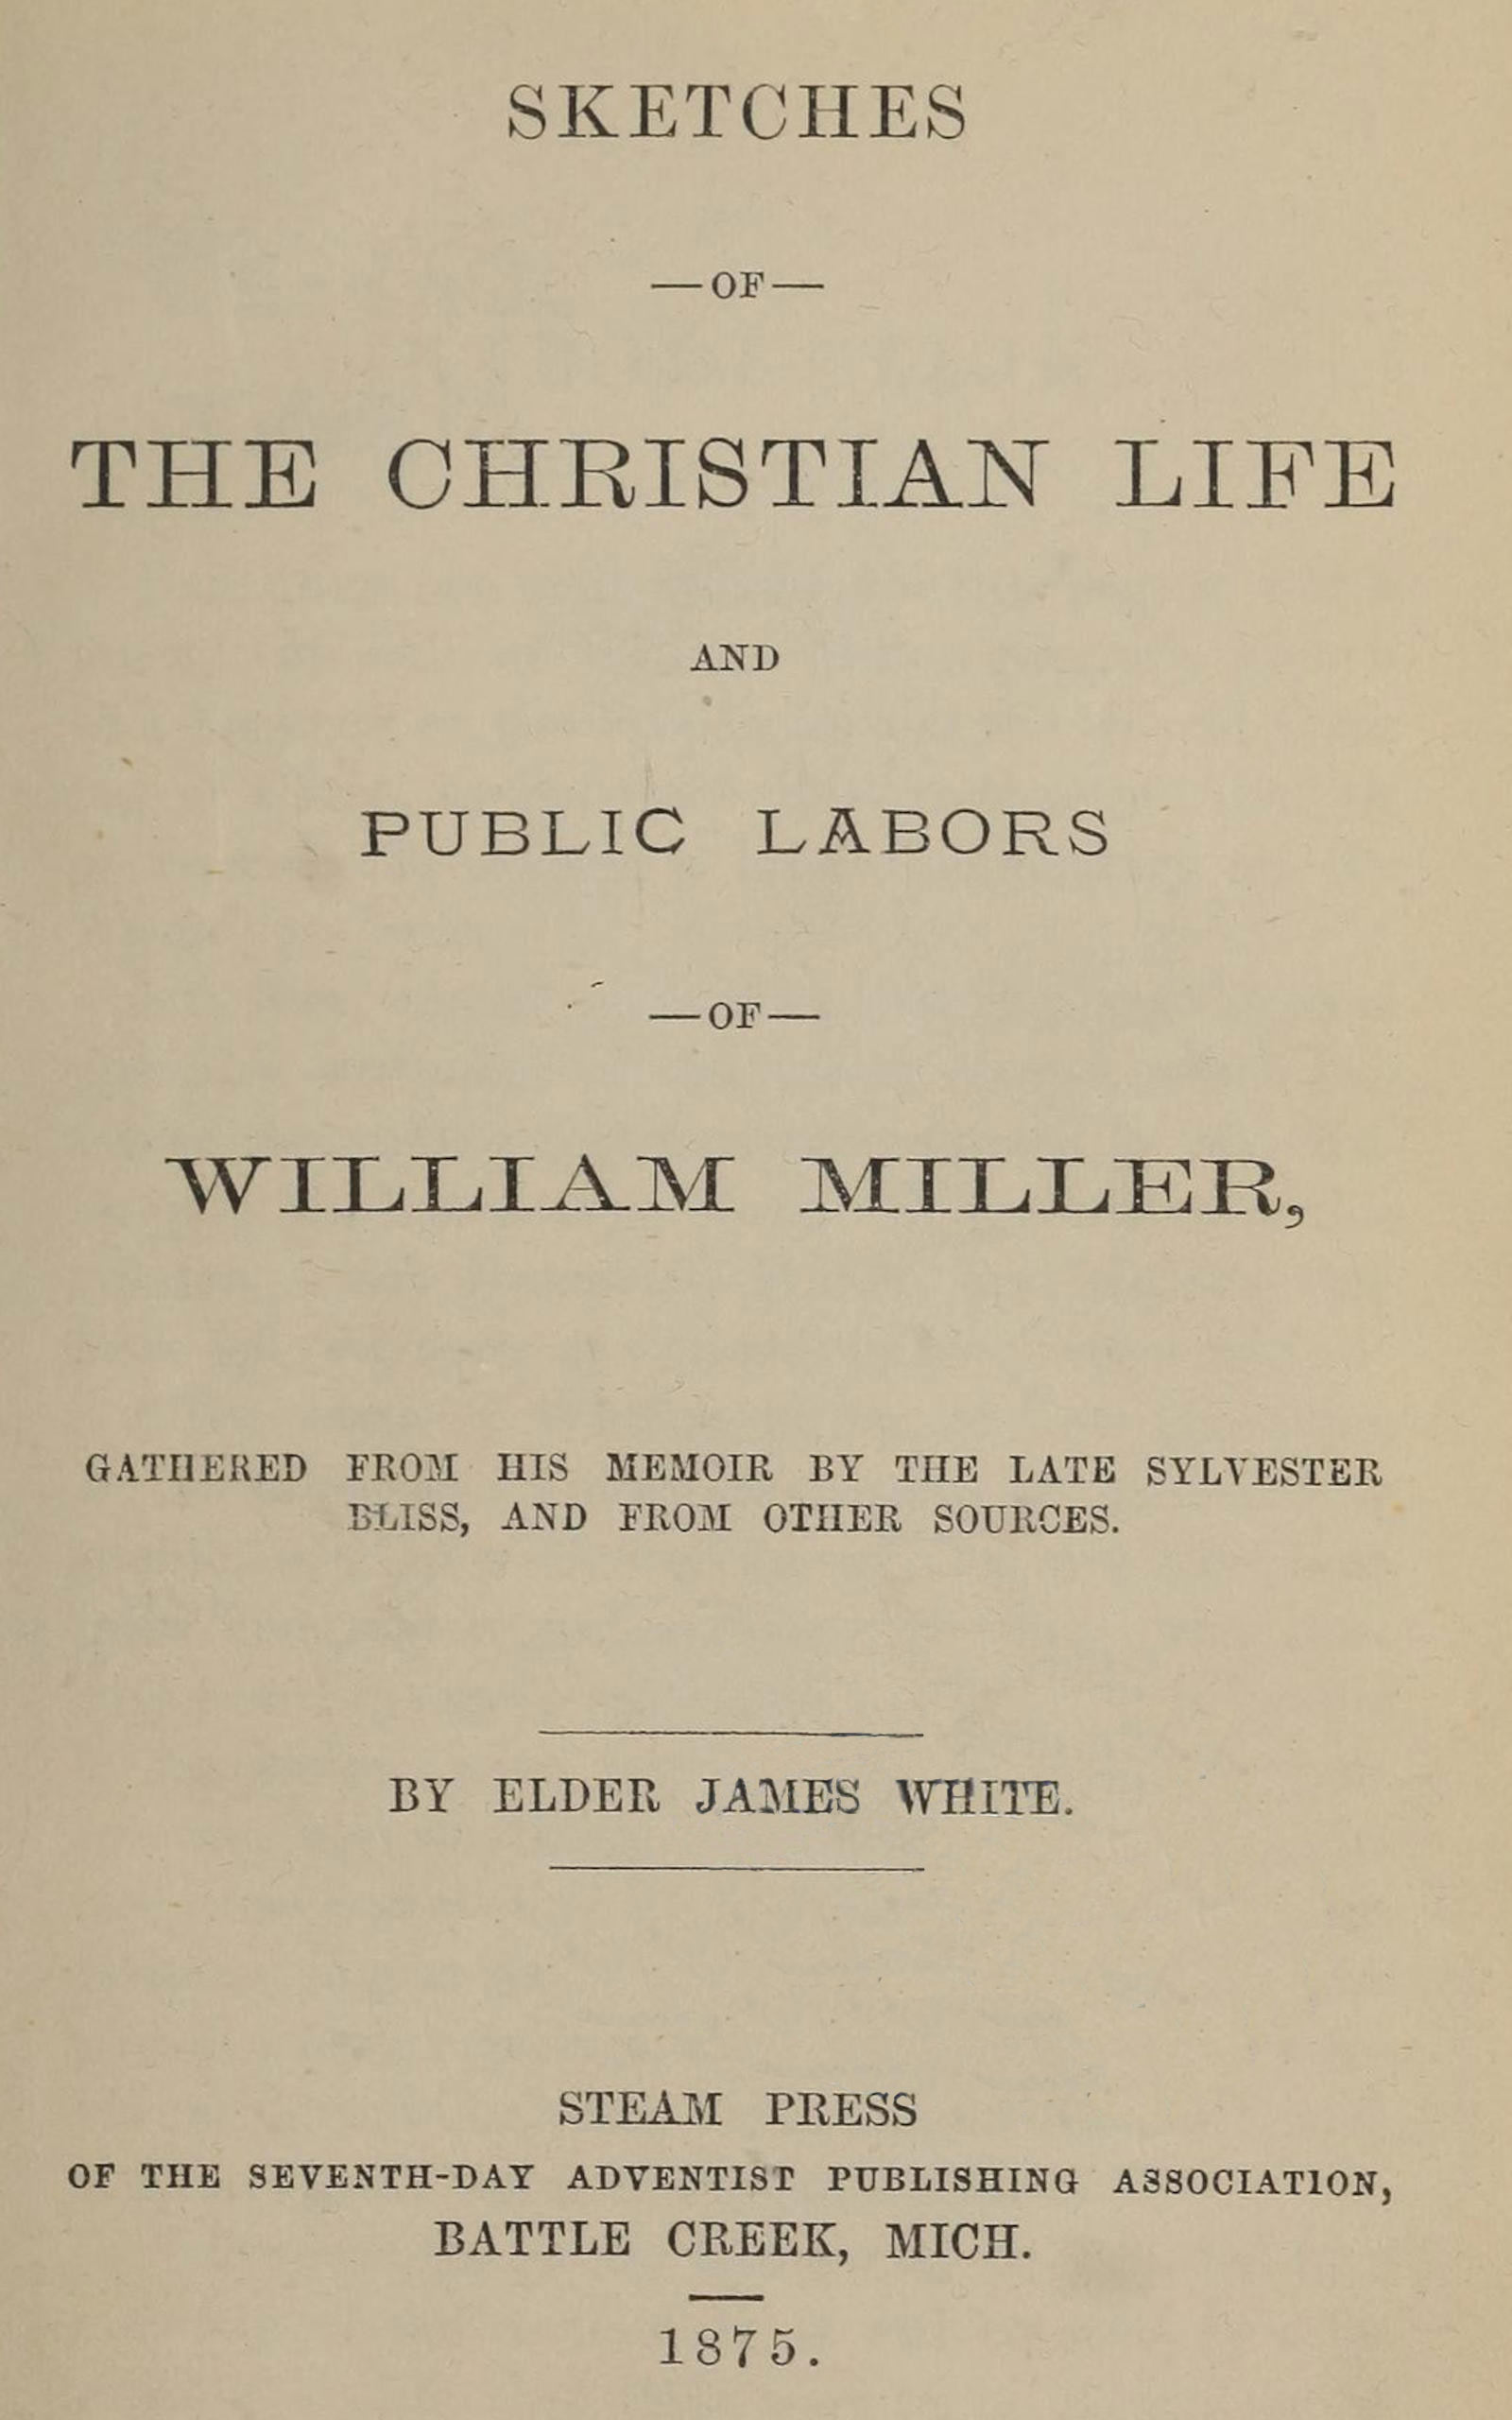 SKETCHES
—OF—
THE CHRISTIAN LIFE
AND
PUBLIC LABORS
—OF—
WILLIAM MILLER,
GATHERED FROM HIS MEMOIR BY THE LATE SYLVESTER
BLISS, AND FROM OTHER SOURCES.
BY ELDER JAMES WHITE.
STEAM PRESS
OF THE SEVENTH-DAY ADVENTIST PUBLISHING ASSOCIATION,
BATTLE CREEK, MICH.
1875.